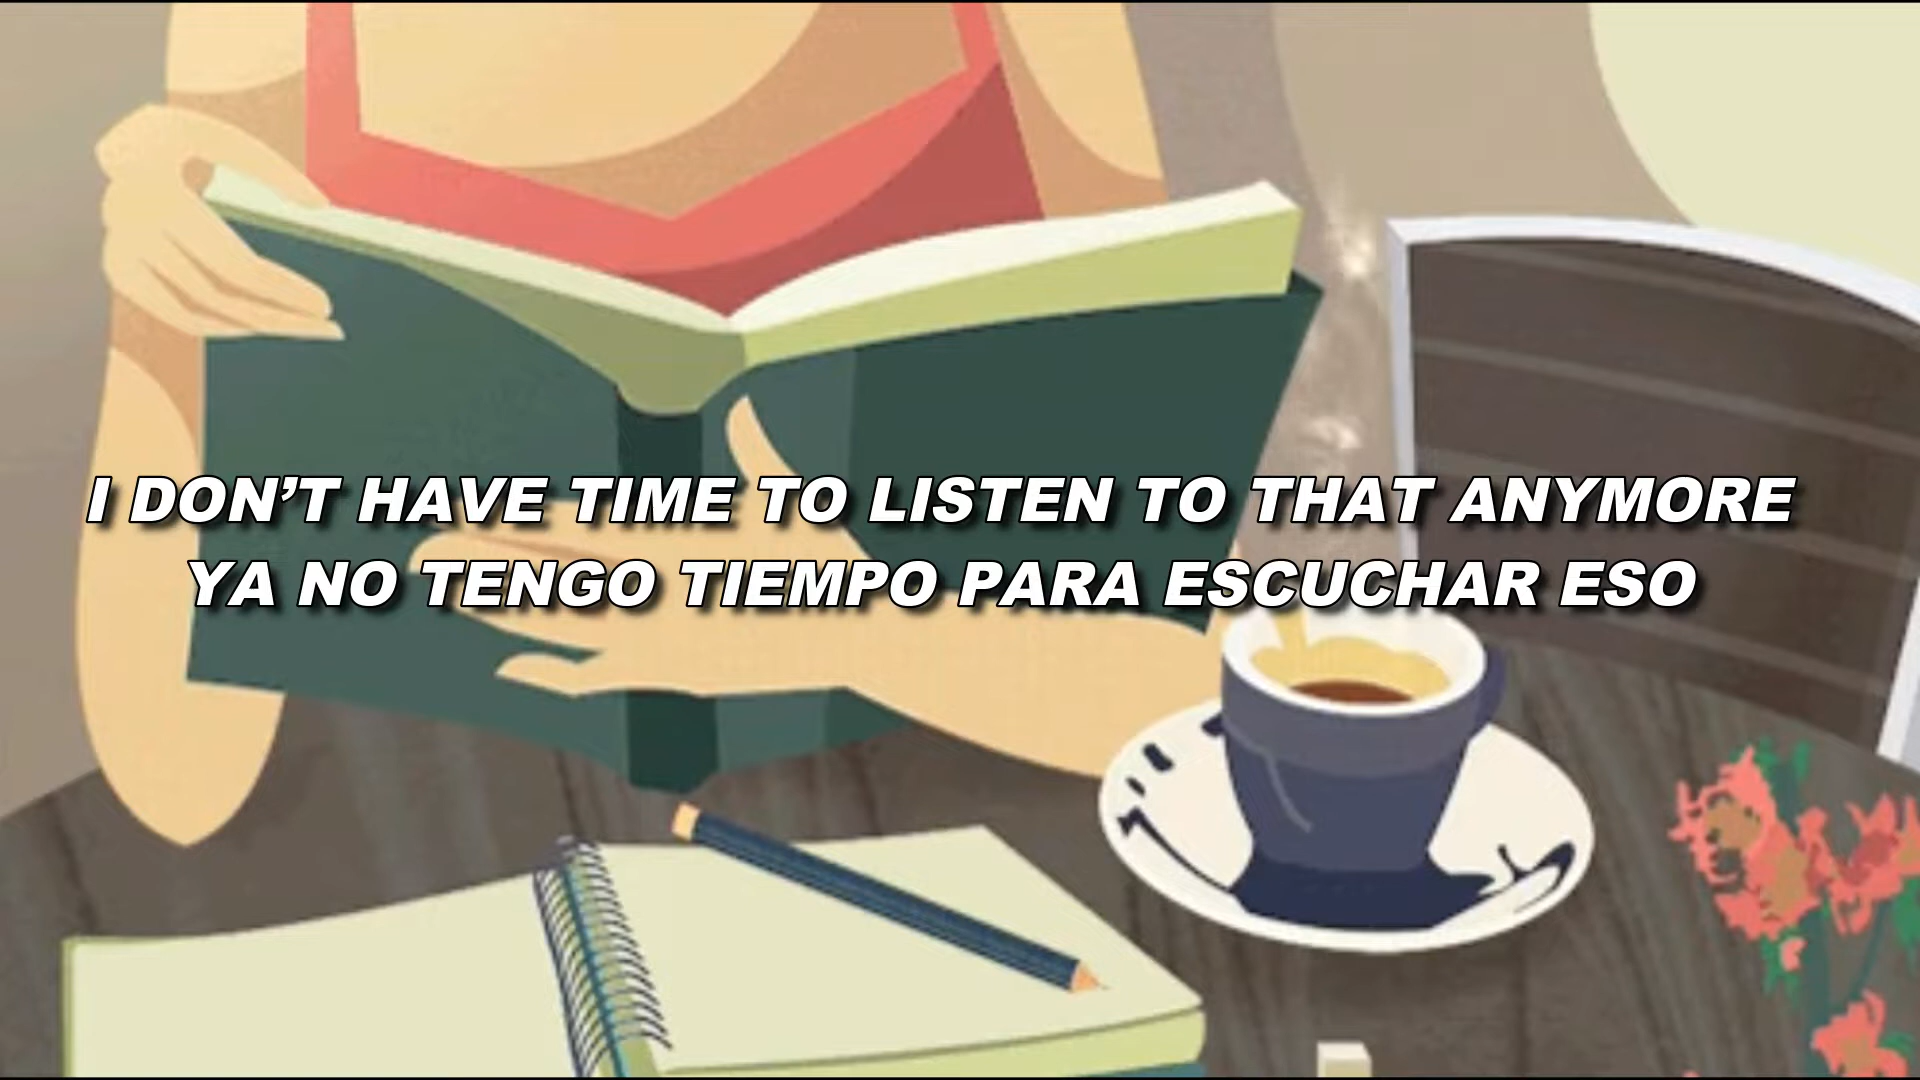 I DON’T HAVE TIME TO LISTEN TO THAT ANYMORE
YA NO TENGO TIEMPO PARA ESCUCHAR ESO